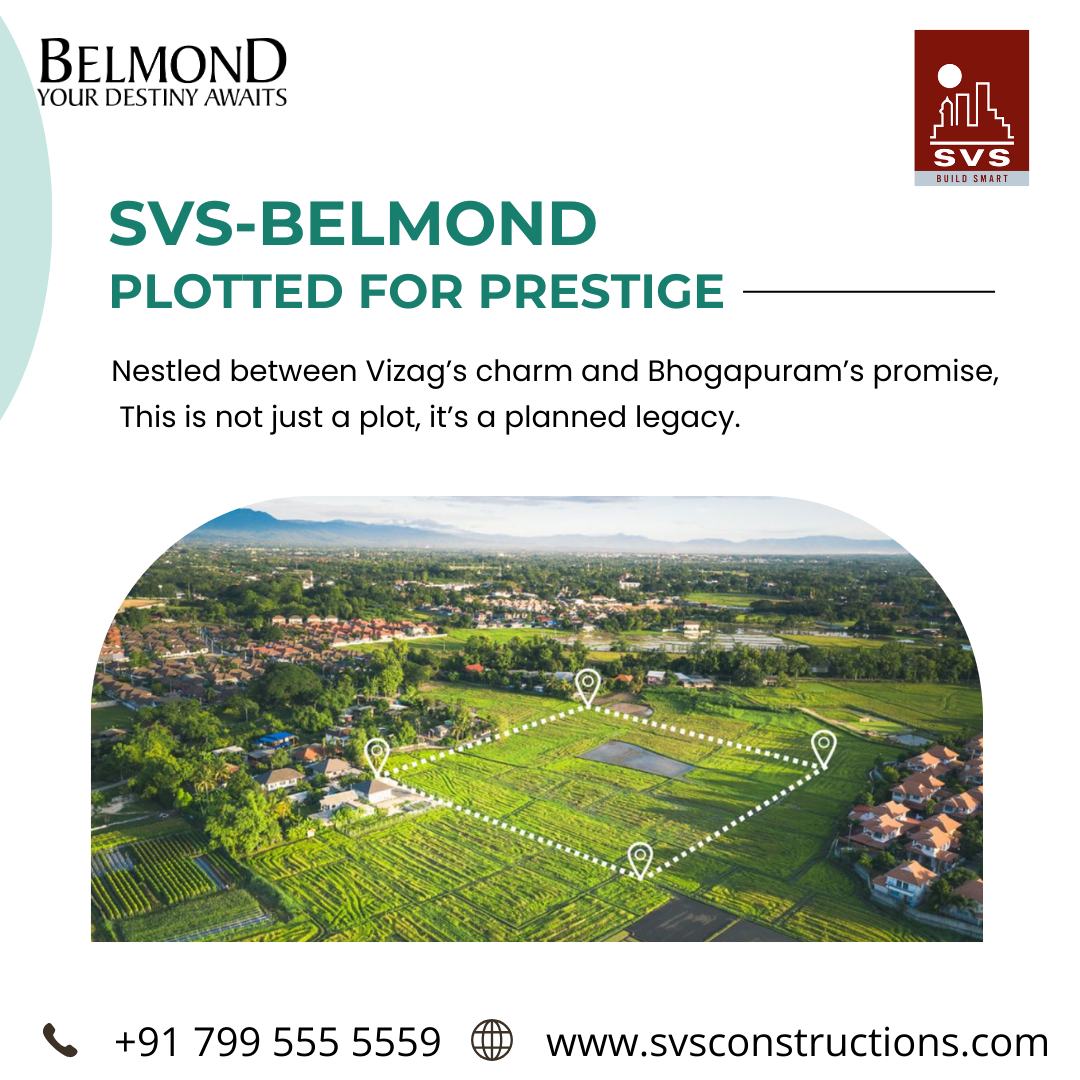 BELMOND
YOUR DESTINY AWAITS
SVS
BUILD SMART
SVS-BELMOND
PLOTTED FOR PRESTIGE
Nestled between Vizag’s charm and Bhogapuram’s promise,
This is not just a plot, it’s a planned legacy.
+91 799 555 5559
www.svsconstructions.com